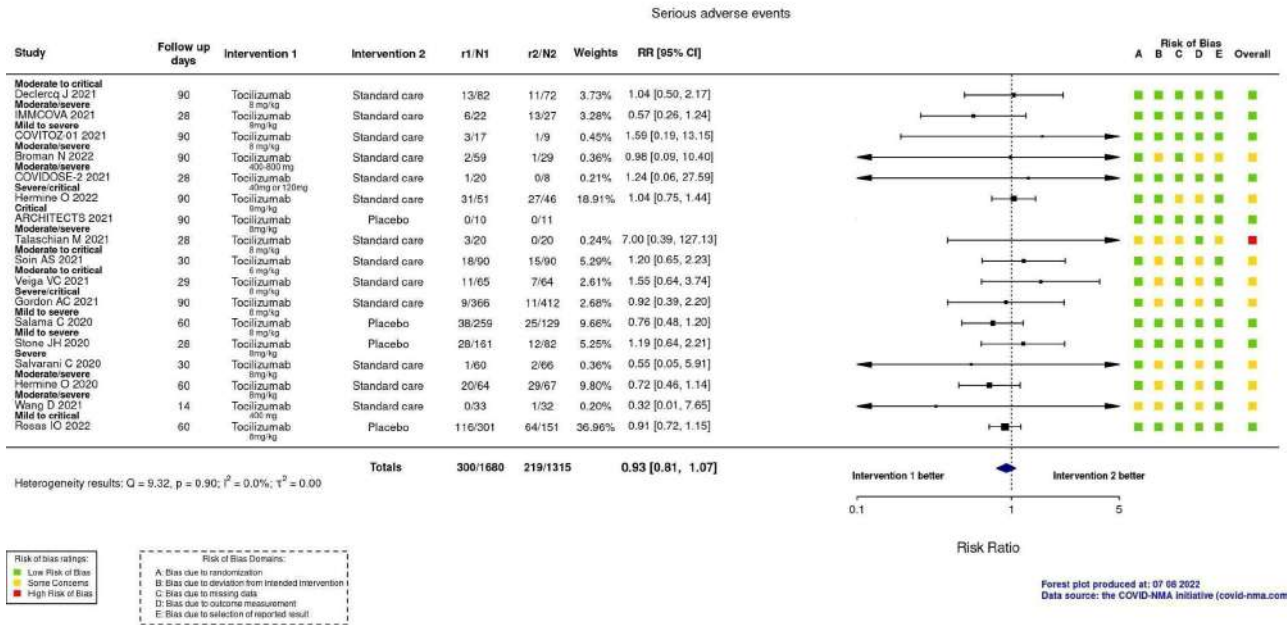 Serious adverse events
Study Follow up days Intervention 1 Intervention 2 r1/N1 r2/N2 Weights RR [95% CI] Risk of Bias A B C D E Overall
Moderate to critical
Declercq J 2021 90 Tocilizumab Standard care 13/82 11/72 3.73% 1.04 [0.50, 2.17]
Moderate/severe 8 mg/kg
IMMCOVA 2021 28 Tocilizumab Standard care 6/22 13/27 3.28% 0.57 [0.26, 1.24]
Mild to severe 8mg/kg
COVITOZ-01 2021 90 Tocilizumab Standard care 3/17 1/9 0.45% 1.59 [0.19, 13.15]
Moderate/severe 8 mg/kg
Broman N 2022 90 Tocilizumab Standard care 2/59 1/29 0.36% 0.98 [0.09, 10.40]
Moderate/severe 400-800 mg
COVIDOSE-2 2021 28 Tocilizumab Standard care 1/20 0/8 0.21% 1.24 [0.06, 27.59]
Severe/critical 40mg or 120mg
Hermine O 2022 90 Tocilizumab Standard care 31/51 27/46 18.91% 1.04 [0.75, 1.44]
Critical 8mg/kg
ARCHITECTS 2021 90 Tocilizumab Placebo 0/10 0/11
Moderate/severe 8mg/kg
Talaschian M 2021 28 Tocilizumab Standard care 3/20 0/20 0.24% 7.00 [0.39, 127.13]
Moderate to critical 8 mg/kg
Soin AS 2021 30 Tocilizumab Standard care 18/90 15/90 5.29% 1.20 [0.65, 2.23]
Moderate to critical 6 mg/kg
Veiga VC 2021 29 Tocilizumab Standard care 11/65 7/64 2.61% 1.55 [0.64, 3.74]
Severe/critical 8 mg/kg
Gordon AC 2021 90 Tocilizumab Standard care 9/366 11/412 2.68% 0.92 [0.39, 2.20]
Mild to severe 8 mg/kg
Salama C 2020 60 Tocilizumab Placebo 38/259 25/129 9.66% 0.76 [0.48, 1.20]
Mild to severe 8 mg/kg
Stone JH 2020 28 Tocilizumab Placebo 28/161 12/82 5.25% 1.19 [0.64, 2.21]
Severe 8mg/kg
Salvarani C 2020 30 Tocilizumab Standard care 1/60 2/66 0.36% 0.55 [0.05, 5.91]
Moderate/severe 8mg/kg
Hermine O 2020 60 Tocilizumab Standard care 20/64 29/67 9.80% 0.72 [0.46, 1.14]
Moderate/severe 8mg/kg
Wang D 2021 14 Tocilizumab Standard care 0/33 1/32 0.20% 0.32 [0.01, 7.65]
Mild to critical 400 mg
Rosas IO 2022 60 Tocilizumab Placebo 116/301 64/151 36.96% 0.91 [0.72, 1.15]
8mg/kg
Totals 300/1680 219/1315 0.93 [0.81, 1.07]
Heterogeneity results: Q = 9.32, p = 0.90; I² = 0.0%; τ² = 0.00
Intervention 1 better Intervention 2 better
0.1 1 5
Risk Ratio
Risk of bias ratings:
Low Risk of Bias
Some Concerns
High Risk of Bias
Risk of Bias Domains:
A: Bias due to randomization
B: Bias due to deviation from intended intervention
C: Bias due to missing data
D: Bias due to outcome measurement
E: Bias due to selection of reported result
Forest plot produced at: 07 06 2022
Data source: the COVID-NMA initiative (covid-nma.com